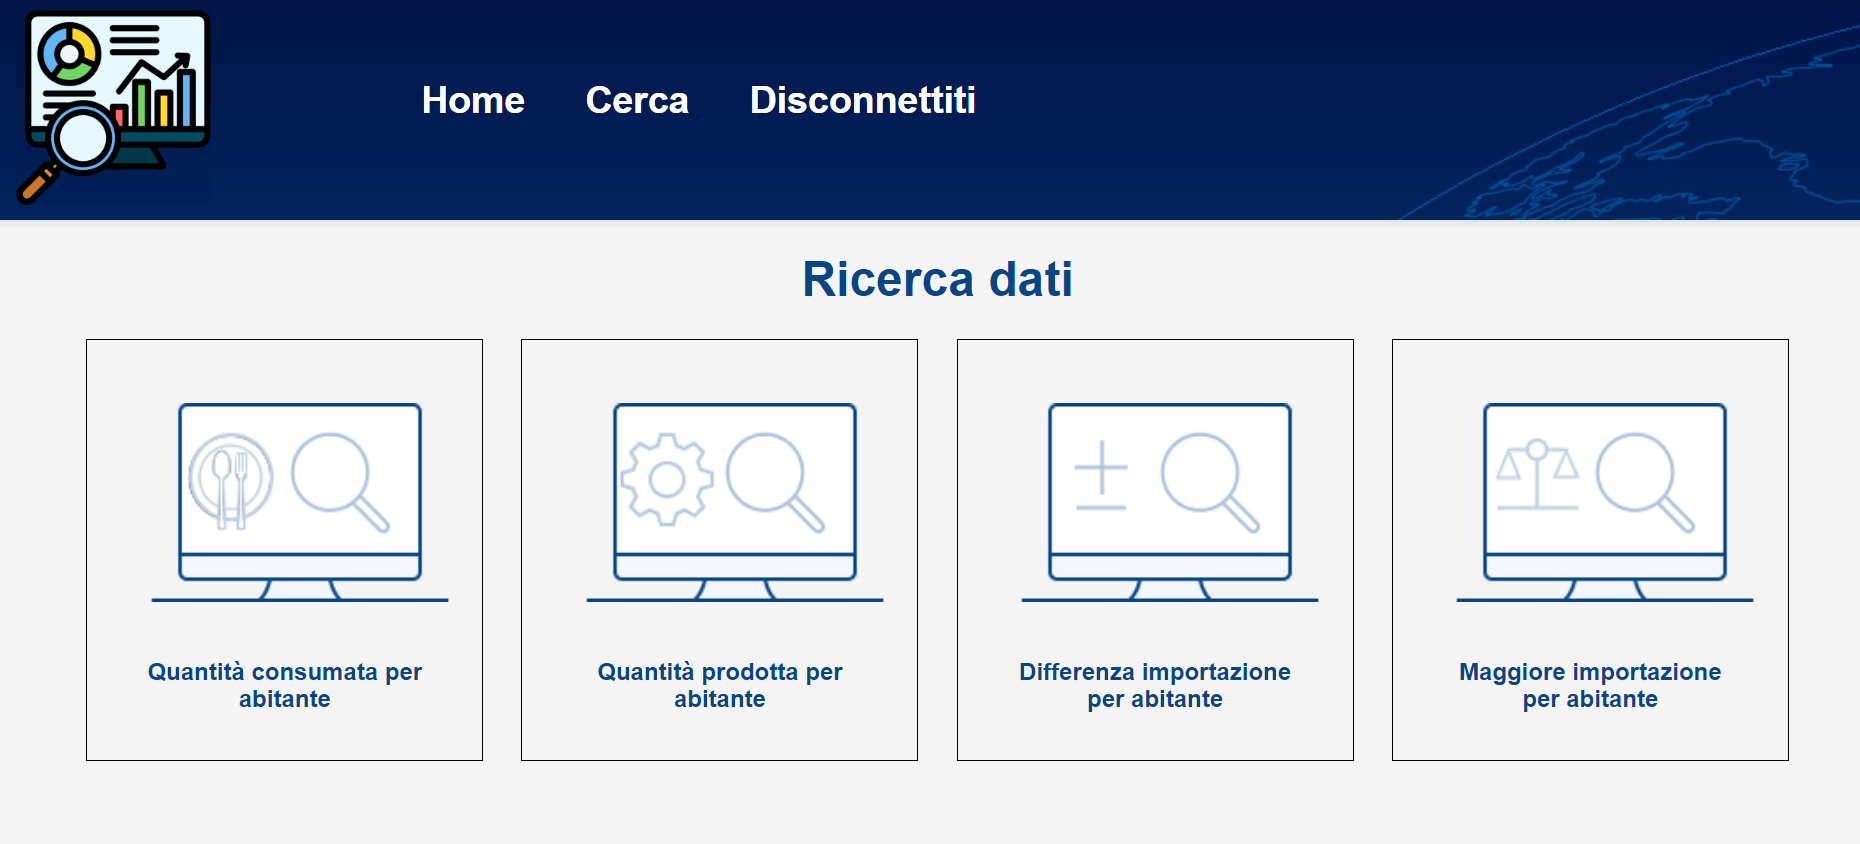 Home Cerca Disconnettiti
Ricerca dati
Quantità consumata per
abitante
Quantità prodotta per
abitante
Differenza importazione
per abitante
Maggiore importazione
per abitante